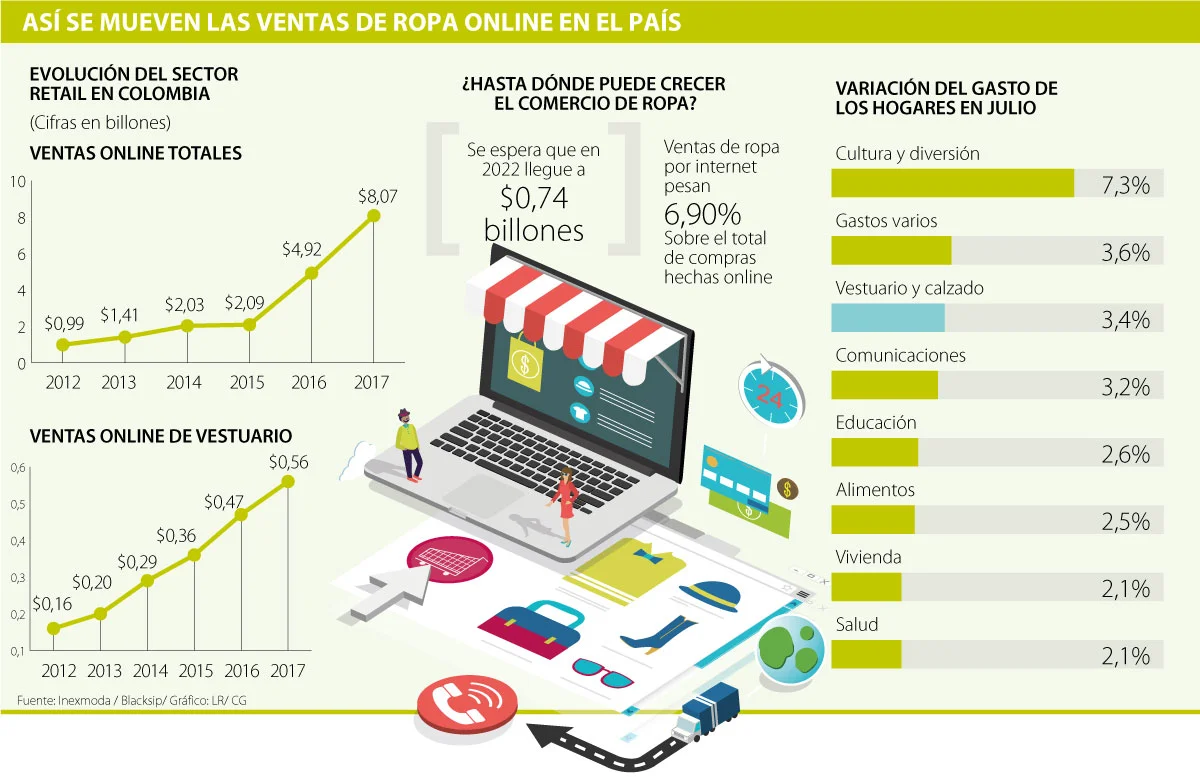 ASÍ SE MUEVEN LAS VENTAS DE ROPA ONLINE EN EL PAÍS
EVOLUCIÓN DEL SECTOR
RETAIL EN COLOMBIA
(Cifras en billones)
VENTAS ONLINE TOTALES
10
8
6
4
2
0
$0,99
$1,41
$2,03
$2,09
$4,92
$8,07
2012
2013
2014
2015
2016
2017
VENTAS ONLINE DE VESTUARIO
0,6
0,5
0,4
0,3
0,2
0,1
$0,16
$0,20
$0,29
$0,36
$0,47
$0,56
2012
2013
2014
2015
2016
2017
Fuente: Inexmoda / Blacksip/ Gráfico: LR/ CG
¿HASTA DÓNDE PUEDE CRECER
EL COMERCIO DE ROPA?
Se espera que en
2022 llegue a
$0,74
billones
Ventas de ropa
por internet
pesan
6,90%
Sobre el total
de compras
hechas online
$
24
$
$
VARIACIÓN DEL GASTO DE
LOS HOGARES EN JULIO
Cultura y diversión
7,3%
Gastos varios
3,6%
Vestuario y calzado
3,4%
Comunicaciones
3,2%
Educación
2,6%
Alimentos
2,5%
Vivienda
2,1%
Salud
2,1%